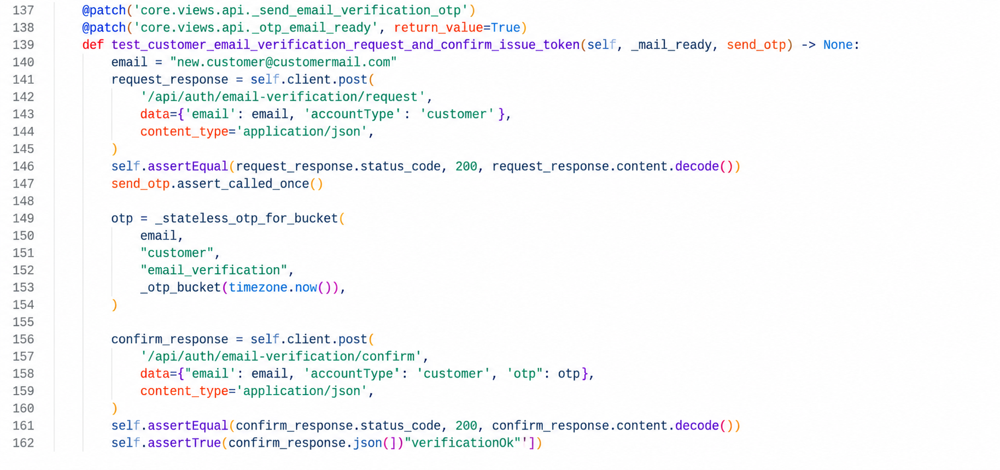 137 @patch('core.views.api._send_email_verification_otp')
138 @patch('core.views.api._otp_email_ready', return_value=True)
139 def test_customer_email_verification_request_and_confirm_issue_token(self, _mail_ready, send_otp) -> None:
140 email = "new.customer@customermail.com"
141 request_response = self.client.post(
142 '/api/auth/email-verification/request',
143 data={'email': email, 'accountType': 'customer' },
144 content_type='application/json',
145 )
146 self.assertEqual(request_response.status_code, 200, request_response.content.decode())
147 send_otp.assert_called_once()
148
149 otp = _stateless_otp_for_bucket(
150 email,
151 "customer",
152 "email_verification",
153 _otp_bucket(timezone.now()),
154 )
155
156 confirm_response = self.client.post(
157 '/api/auth/email-verification/confirm',
158 data={"email': email, 'accountType': 'customer', 'otp": otp},
159 content_type='application/json',
160 )
161 self.assertEqual(confirm_response.status_code, 200, confirm_response.content.decode())
162 self.assertTrue(confirm_response.json(])"verificationOk"'])